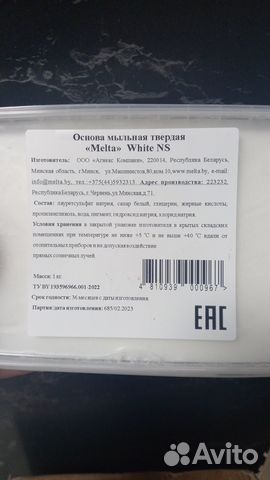 Основа мыльная твердая
«Melta» White NS
Изготовитель: ООО «Агннас Компани», 220014, Республика Беларусь,
Минская область, г.Минск, ул.Машинистов,80,ком.10,www.melta.by, e-mail
info@melta.by, тел.:+375(44)5932313. Адрес производства: 223232,
Республика Беларусь, г. Червень,ул.Минская,д.71.
Состав: лауретсульфат натрия, сахар белый, глицерин, жирные кислоты,
пропиленгликоль, вода, пигмент, гидроксид натрия, хлорид натрия.
Условия хранения: в закрытой упаковке изготовителя в крытых складских
помещениях при температуре не ниже +5 °С и не выше +40 °С вдали от
отопительных приборов и не допуская воздействие
прямых солнечных лучей.
Масса: 1 кг.
ТУ BY 193596966.001-2022
Срок годности: 36 месяцев с даты изготовления
Партия/дата изготовления: 685/02.2023
4 810939 000967 >
EAC
Avito